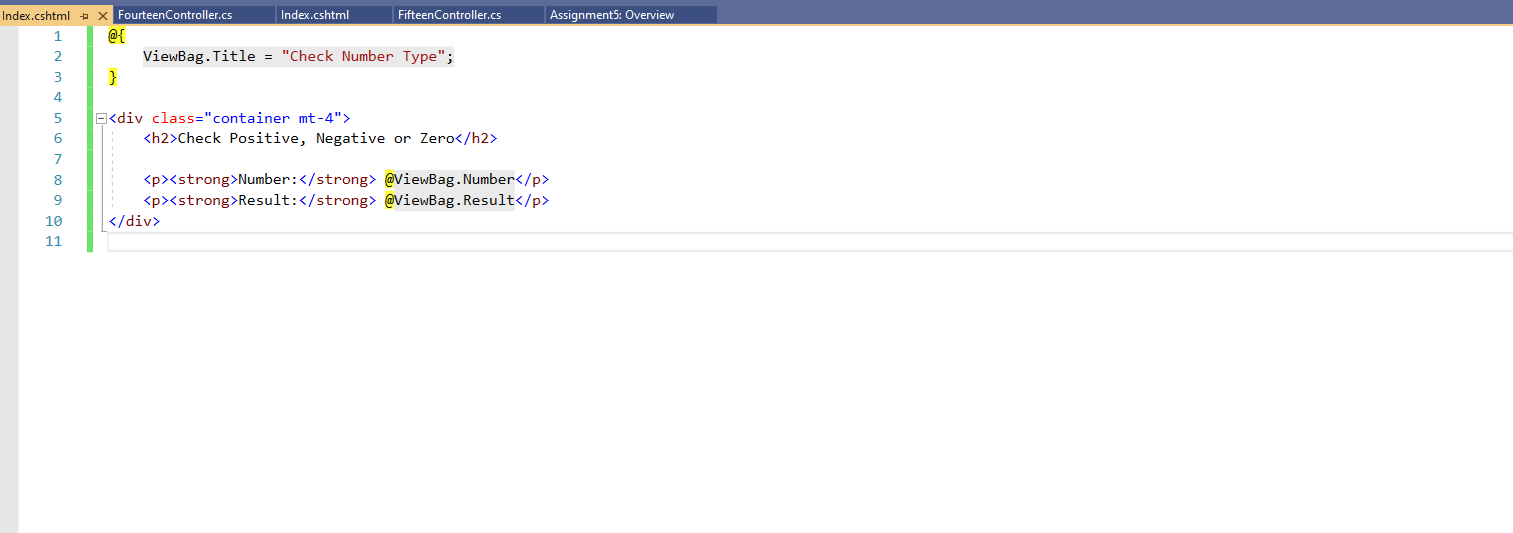 Index.cshtml FourteenController.cs Index.cshtml FifteenController.cs Assignment5: Overview
1 @{
2 ViewBag.Title = "Check Number Type";
3 }
4
5 <div class="container mt-4">
6 <h2>Check Positive, Negative or Zero</h2>
7
8 <p><strong>Number:</strong> @ViewBag.Number</p>
9 <p><strong>Result:</strong> @ViewBag.Result</p>
10 </div>
11